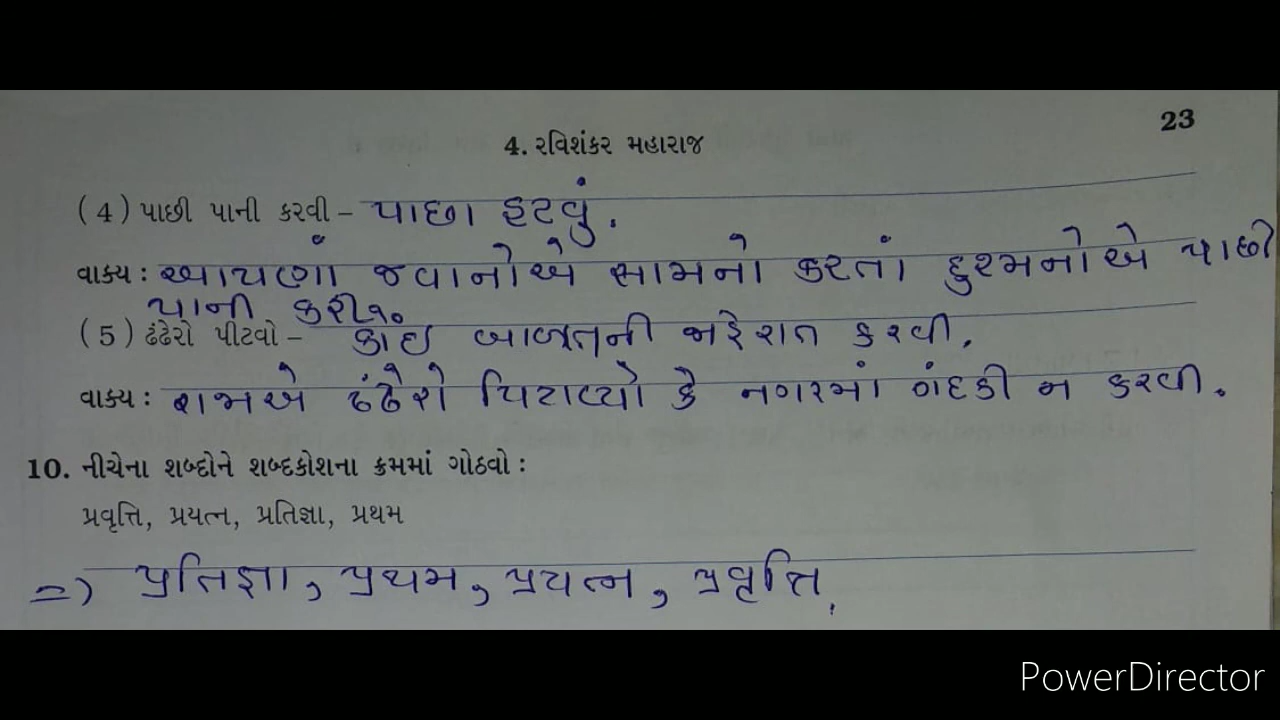 23
4. રવિશંકર મહારાજ
(4) પાછી પાની કરવી – પાછા હટવું.
વાક્ય : આપણાં જવાનોએ સામનો કરતાં દુશ્મનોએ પાછી
પાની કરી.
(5) ઢંઢેરો પીટવો – કોઈ બાબતની જાહેરાત કરવી.
વાક્ય : રાજાએ ઢંઢેરો પિટાવ્યો કે નગરમાં ગંદકી ન કરવી.
10. નીચેના શબ્દોને શબ્દકોશના ક્રમમાં ગોઠવો :
પ્રવૃત્તિ, પ્રયત્ન, પ્રતિજ્ઞા, પ્રથમ
=) પ્રતિજ્ઞા, પ્રથમ, પ્રયત્ન, પ્રવૃત્તિ.
PowerDirector